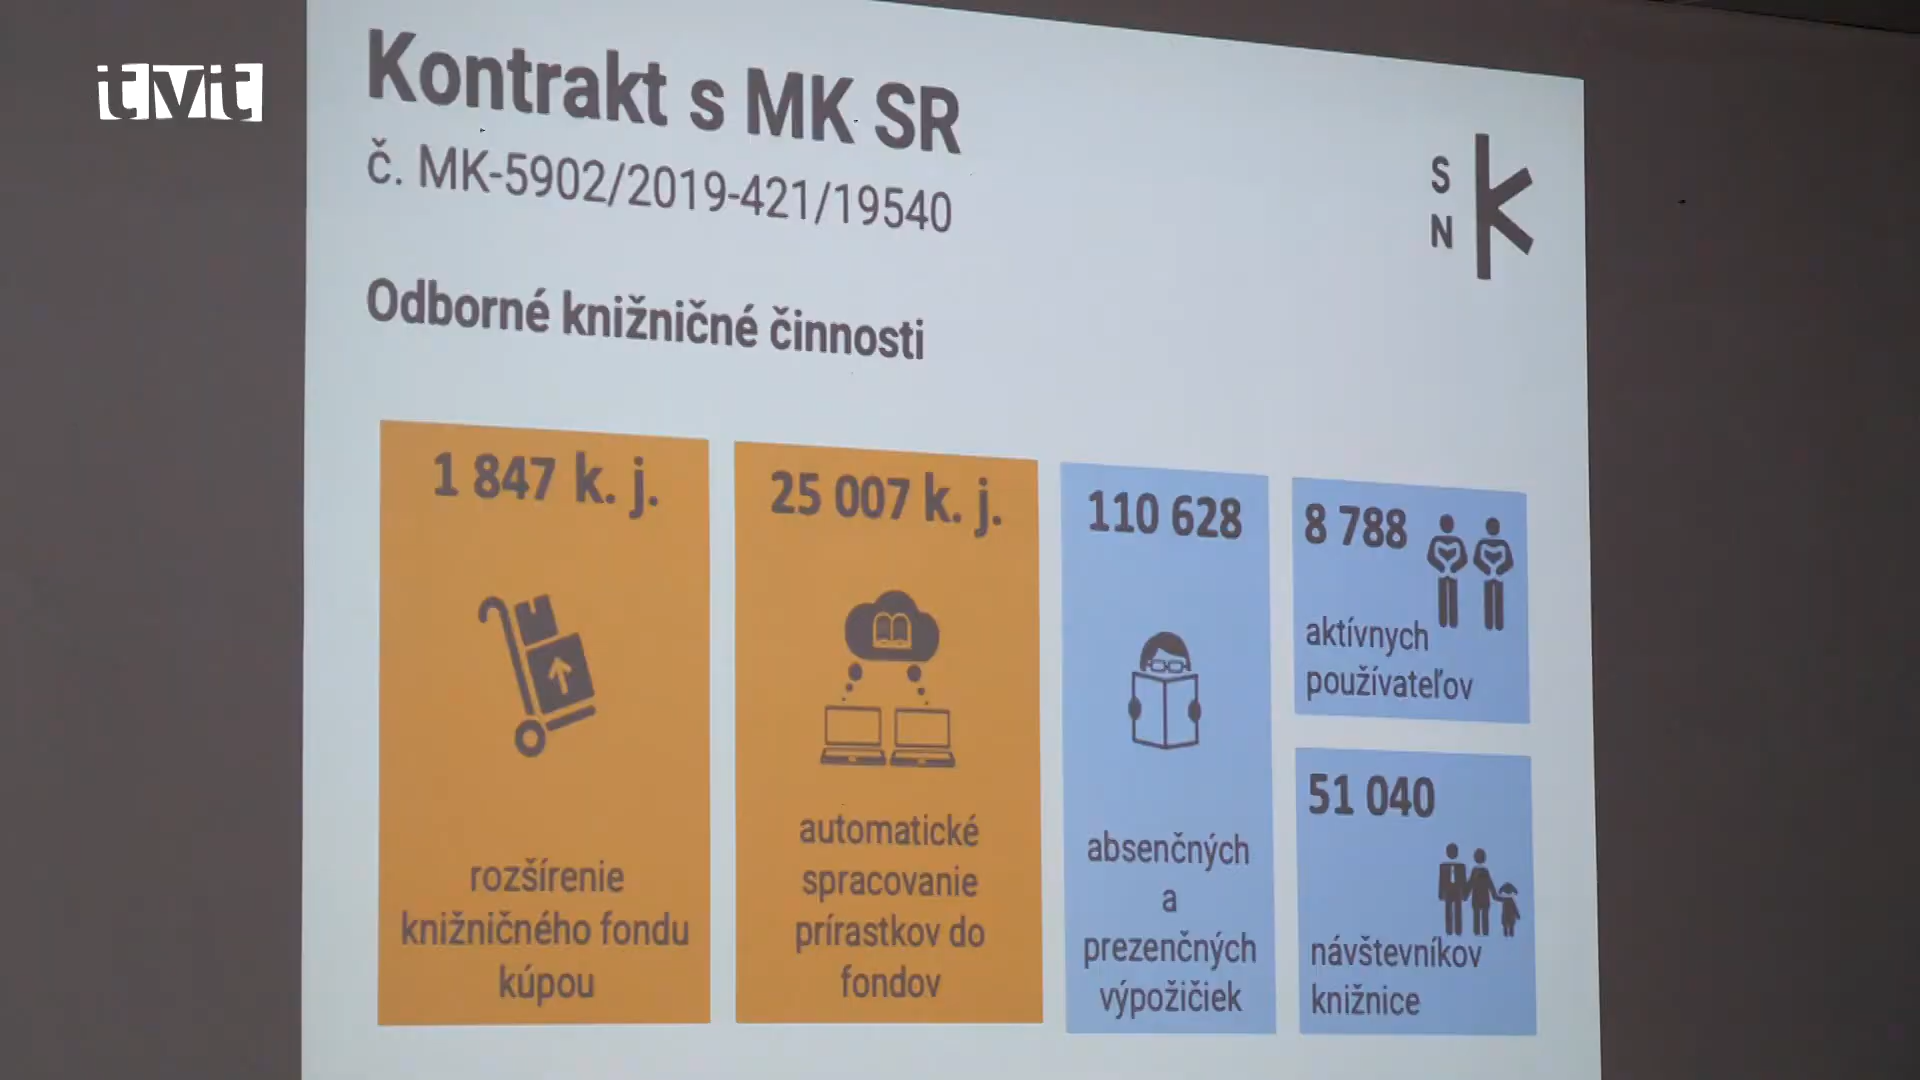 itvit
Kontrakt s MK SR
č. MK-5902/2019-421/19540
S
N
k
Odborné knižničné činnosti
1 847 k. j.
rozšírenie
knižničného fondu
kúpou
25 007 k. j.
automatické
spracovanie
prírastkov do
fondov
110 628
absenčných
a
prezenčných
výpožičiek
8 788
aktívnych
používateľov
51 040
návštevníkov
knižnice